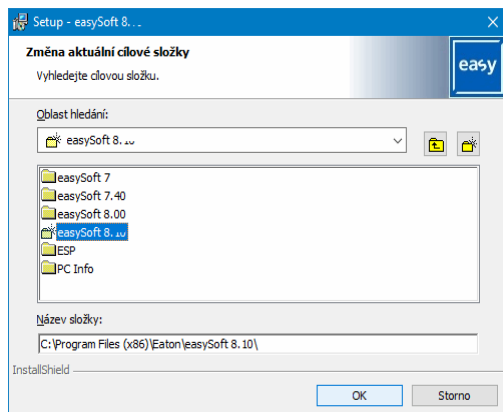 Setup - easySoft 8...
Změna aktuální cílové složky
Vyhledejte cílovou složku.
easy
Oblast hledání:
easySoft 8.10
easySoft 7
easySoft 7.40
easySoft 8.00
easySoft 8.10
ESP
PC Info
Název složky:
C:\Program Files (x86)\Eaton\easySoft 8.10\
InstallShield
OK
Storno